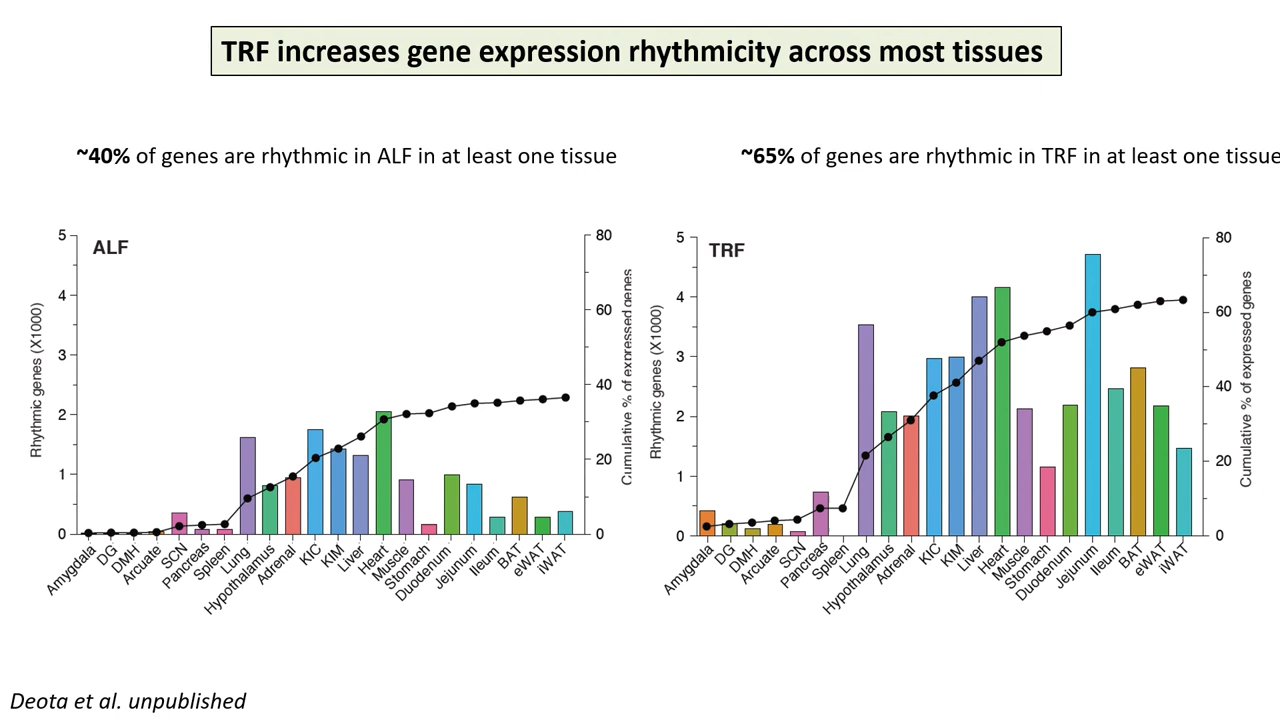 TRF increases gene expression rhythmicity across most tissues
~40% of genes are rhythmic in ALF in at least one tissue
~65% of genes are rhythmic in TRF in at least one tissue
ALF
Rhythmic genes (X1000)
5
4
3
2
1
0
80
60
40
20
0
Cumulative % of expressed genes
Amygdala
DG
DMH
Arcuate
SCN
Pancreas
Spleen
Lung
Hypothalamus
Adrenal
KIC
KIM
Liver
Heart
Muscle
Stomach
Duodenum
Jejunum
Ileum
BAT
eWAT
iWAT
TRF
Rhythmic genes (X1000)
5
4
3
2
1
0
80
60
40
20
0
Cumulative % of expressed genes
Amygdala
DG
DMH
Arcuate
SCN
Pancreas
Spleen
Lung
Hypothalamus
Adrenal
KIC
KIM
Liver
Heart
Muscle
Stomach
Duodenum
Jejunum
Ileum
BAT
eWAT
iWAT
Deota et al. unpublished